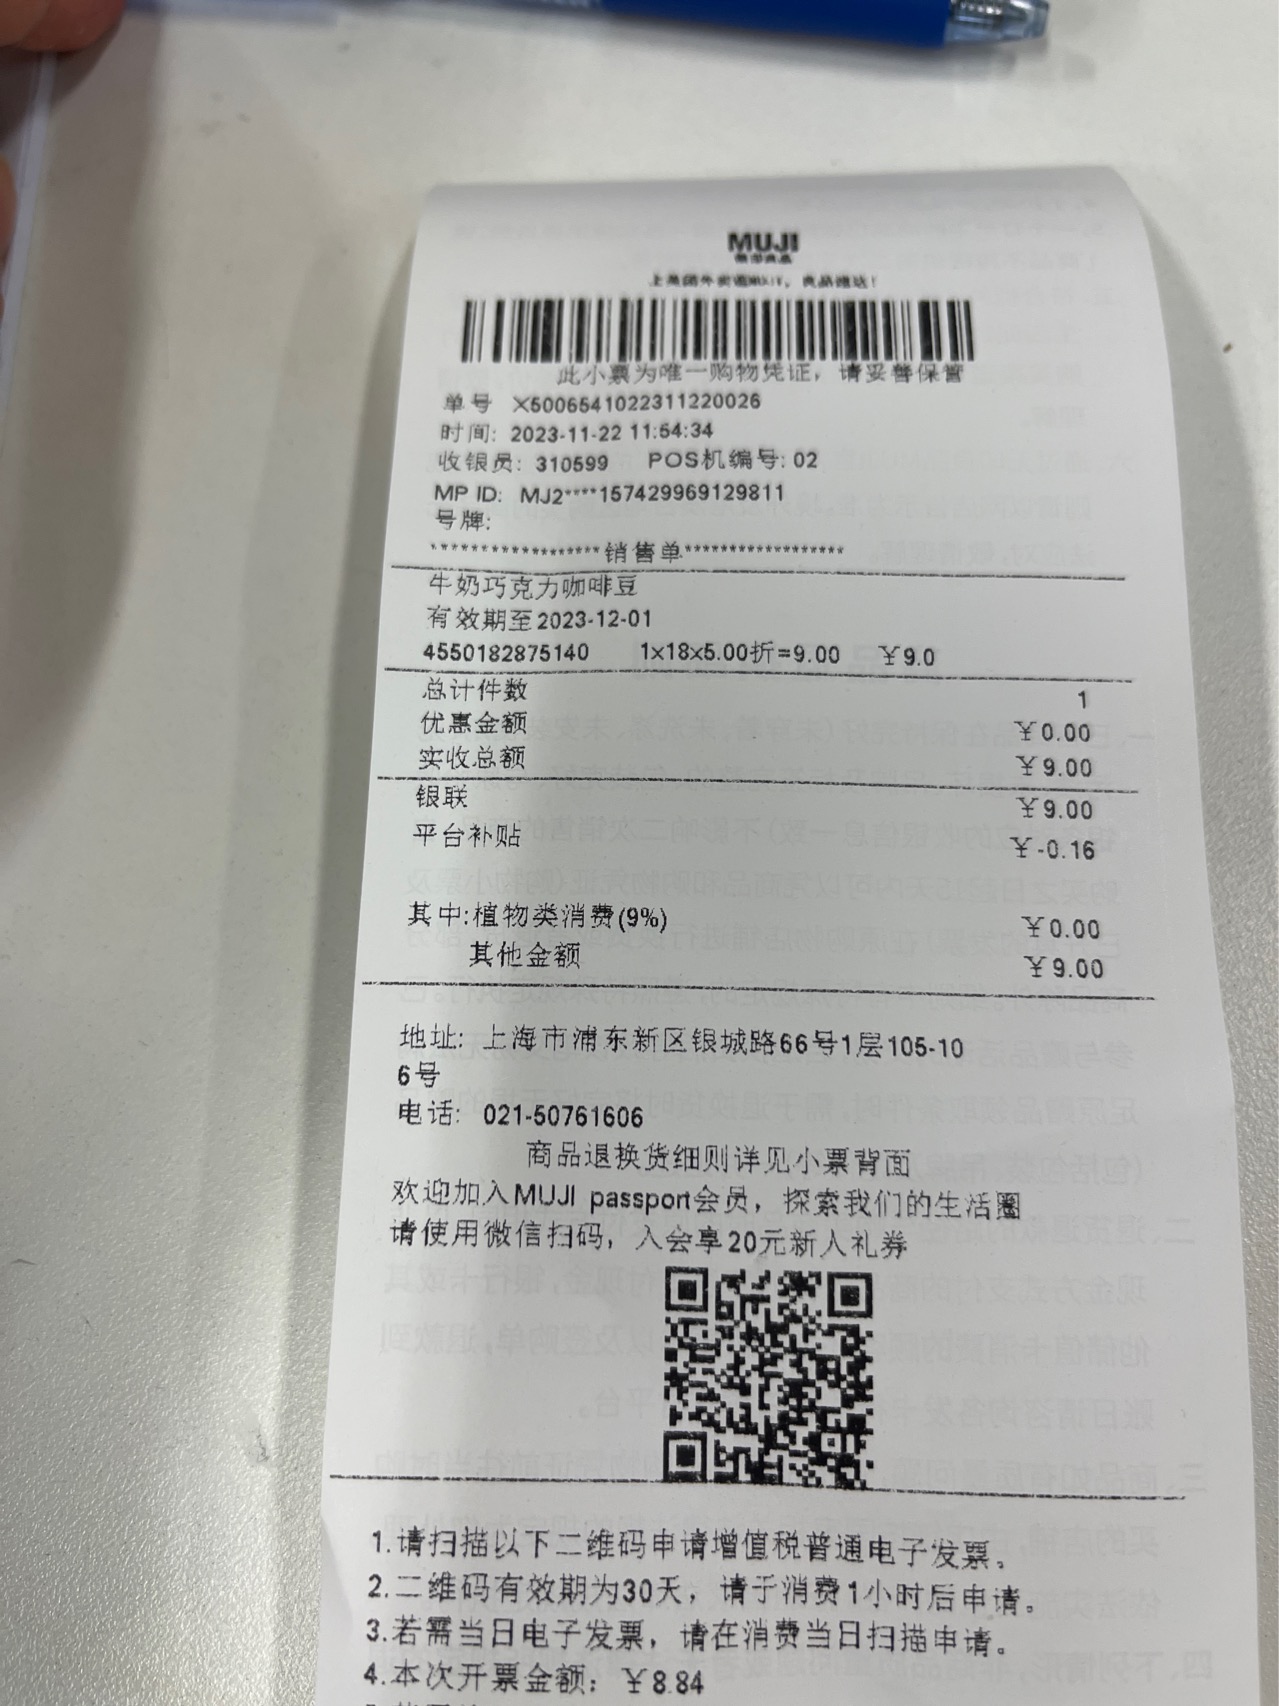 MUJI
无印良品
此小票为唯一购物凭证，请妥善保管
单号 X5006541022311220026
时间: 2023-11-22 11:54:34
收银员: 310599 POS机编号: 02
MP ID: MJ2****157429969129811
号牌:
******************销售单******************
牛奶巧克力咖啡豆
有效期至2023-12-01
4550182875140 1x18x5.00折=9.00 ¥9.0
总计件数 1
优惠金额 ¥0.00
实收总额 ¥9.00
银联 ¥9.00
平台补贴 ¥-0.16
其中:植物类消费(9%) ¥0.00
其他金额 ¥9.00
地址: 上海市浦东新区银城路66号1层105-10
6号
电话: 021-50761606
商品退换货细则详见小票背面
欢迎加入MUJI passport会员，探索我们的生活圈
请使用微信扫码，入会享20元新人礼券
1.请扫描以下二维码申请增值税普通电子发票。
2.二维码有效期为30天，请于消费1小时后申请。
3.若需当日电子发票，请在消费当日扫描申请。
4.本次开票金额: ¥8.84